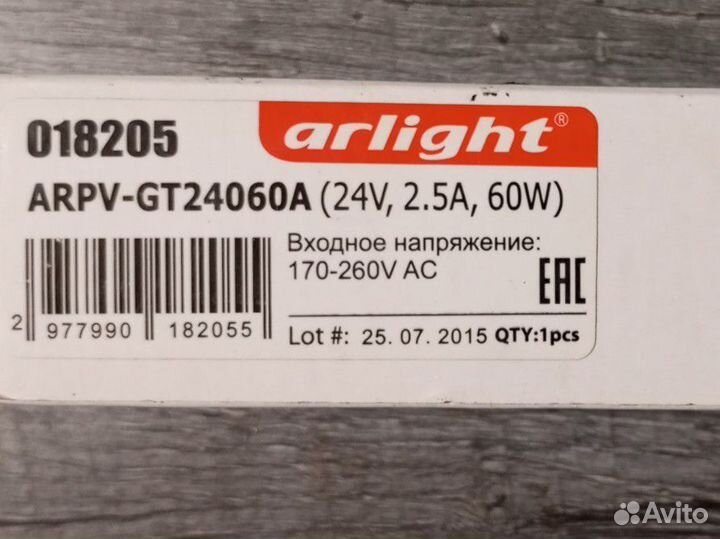 018205
arlight®
ARPV-GT24060A (24V, 2.5A, 60W)
Входное напряжение:
170-260V AC
EAC
2 977990 182055
Lot #: 25. 07. 2015 QTY:1pcs
Avito